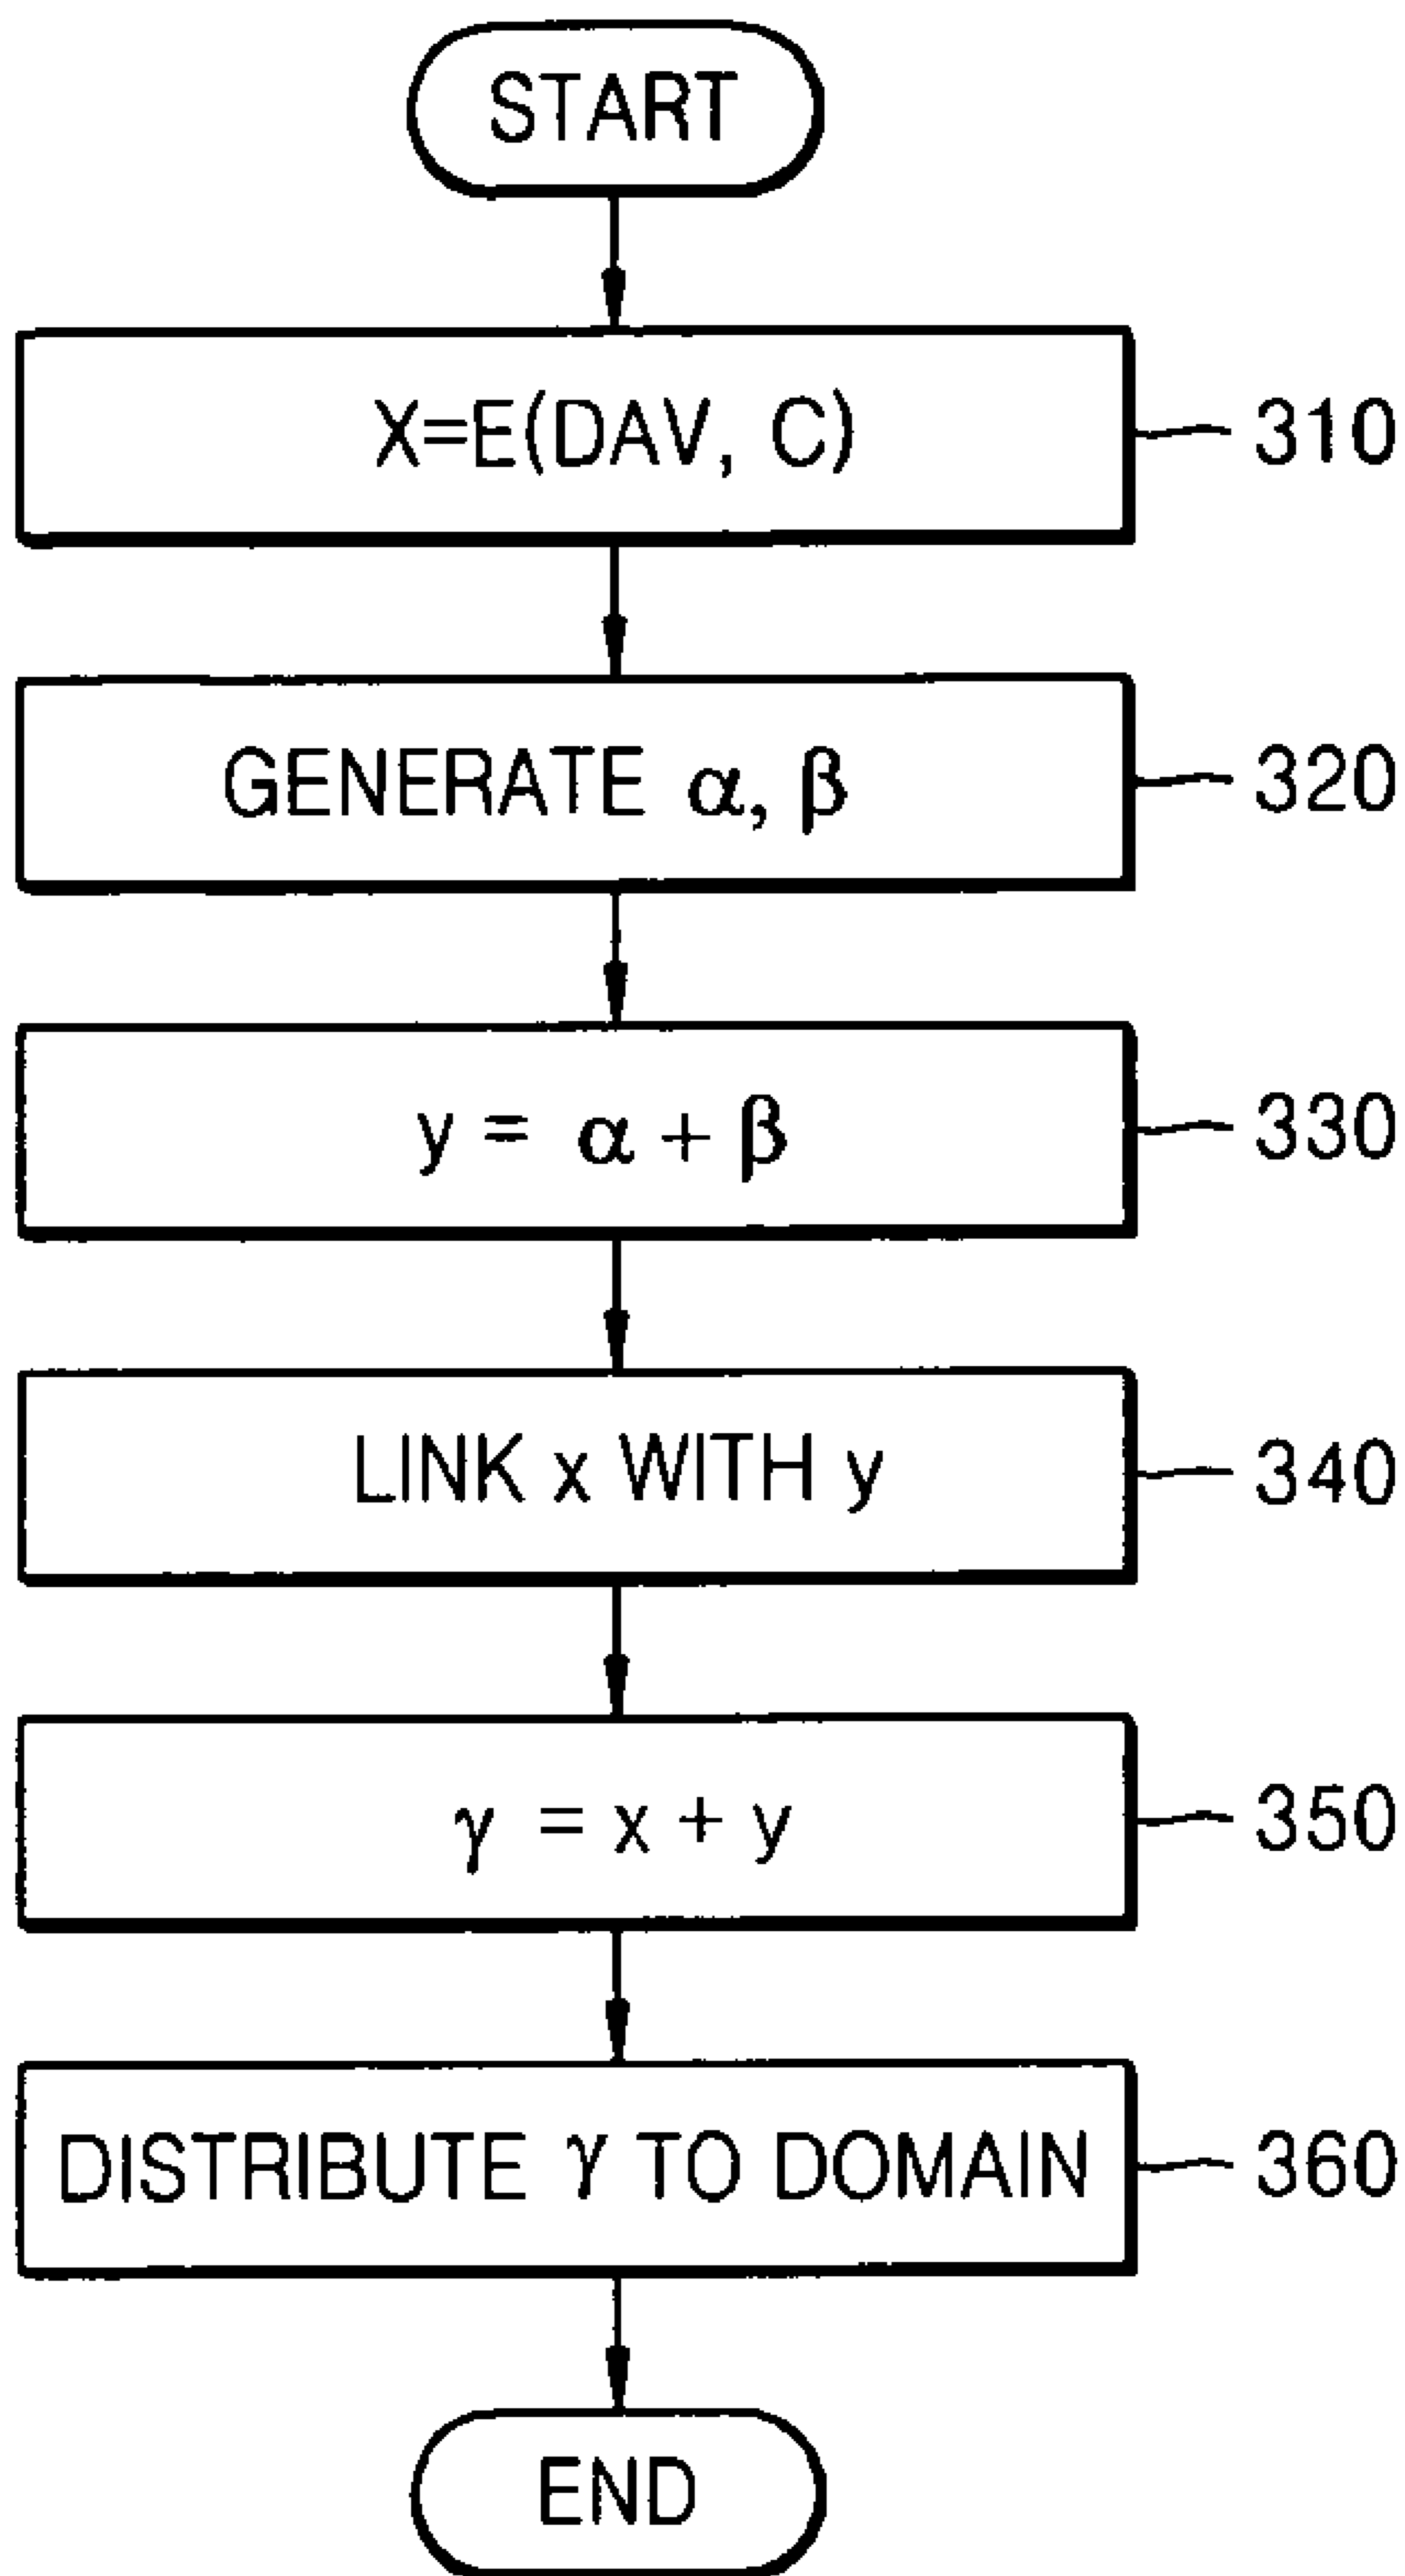 START
X=E(DAV, C)
310
GENERATE α, β
320
y = α + β
330
LINK x WITH y
340
γ = x + y
350
DISTRIBUTE γ TO DOMAIN
360
END